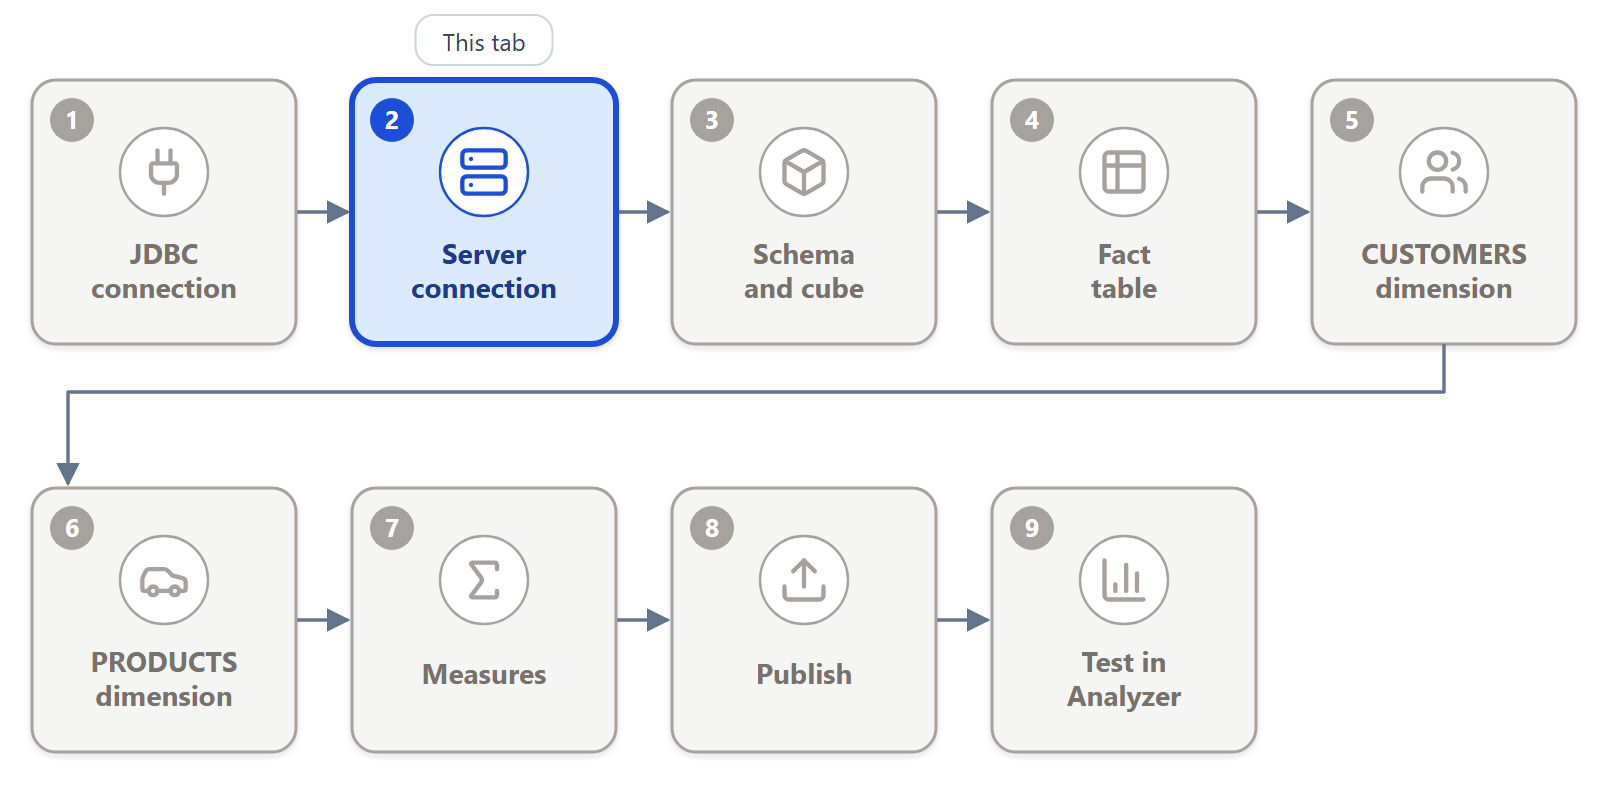 This tab
1
JDBC
connection
2
Server
connection
3
Schema
and cube
4
Fact
table
5
CUSTOMERS
dimension
6
PRODUCTS
dimension
7
Measures
8
Publish
9
Test in
Analyzer